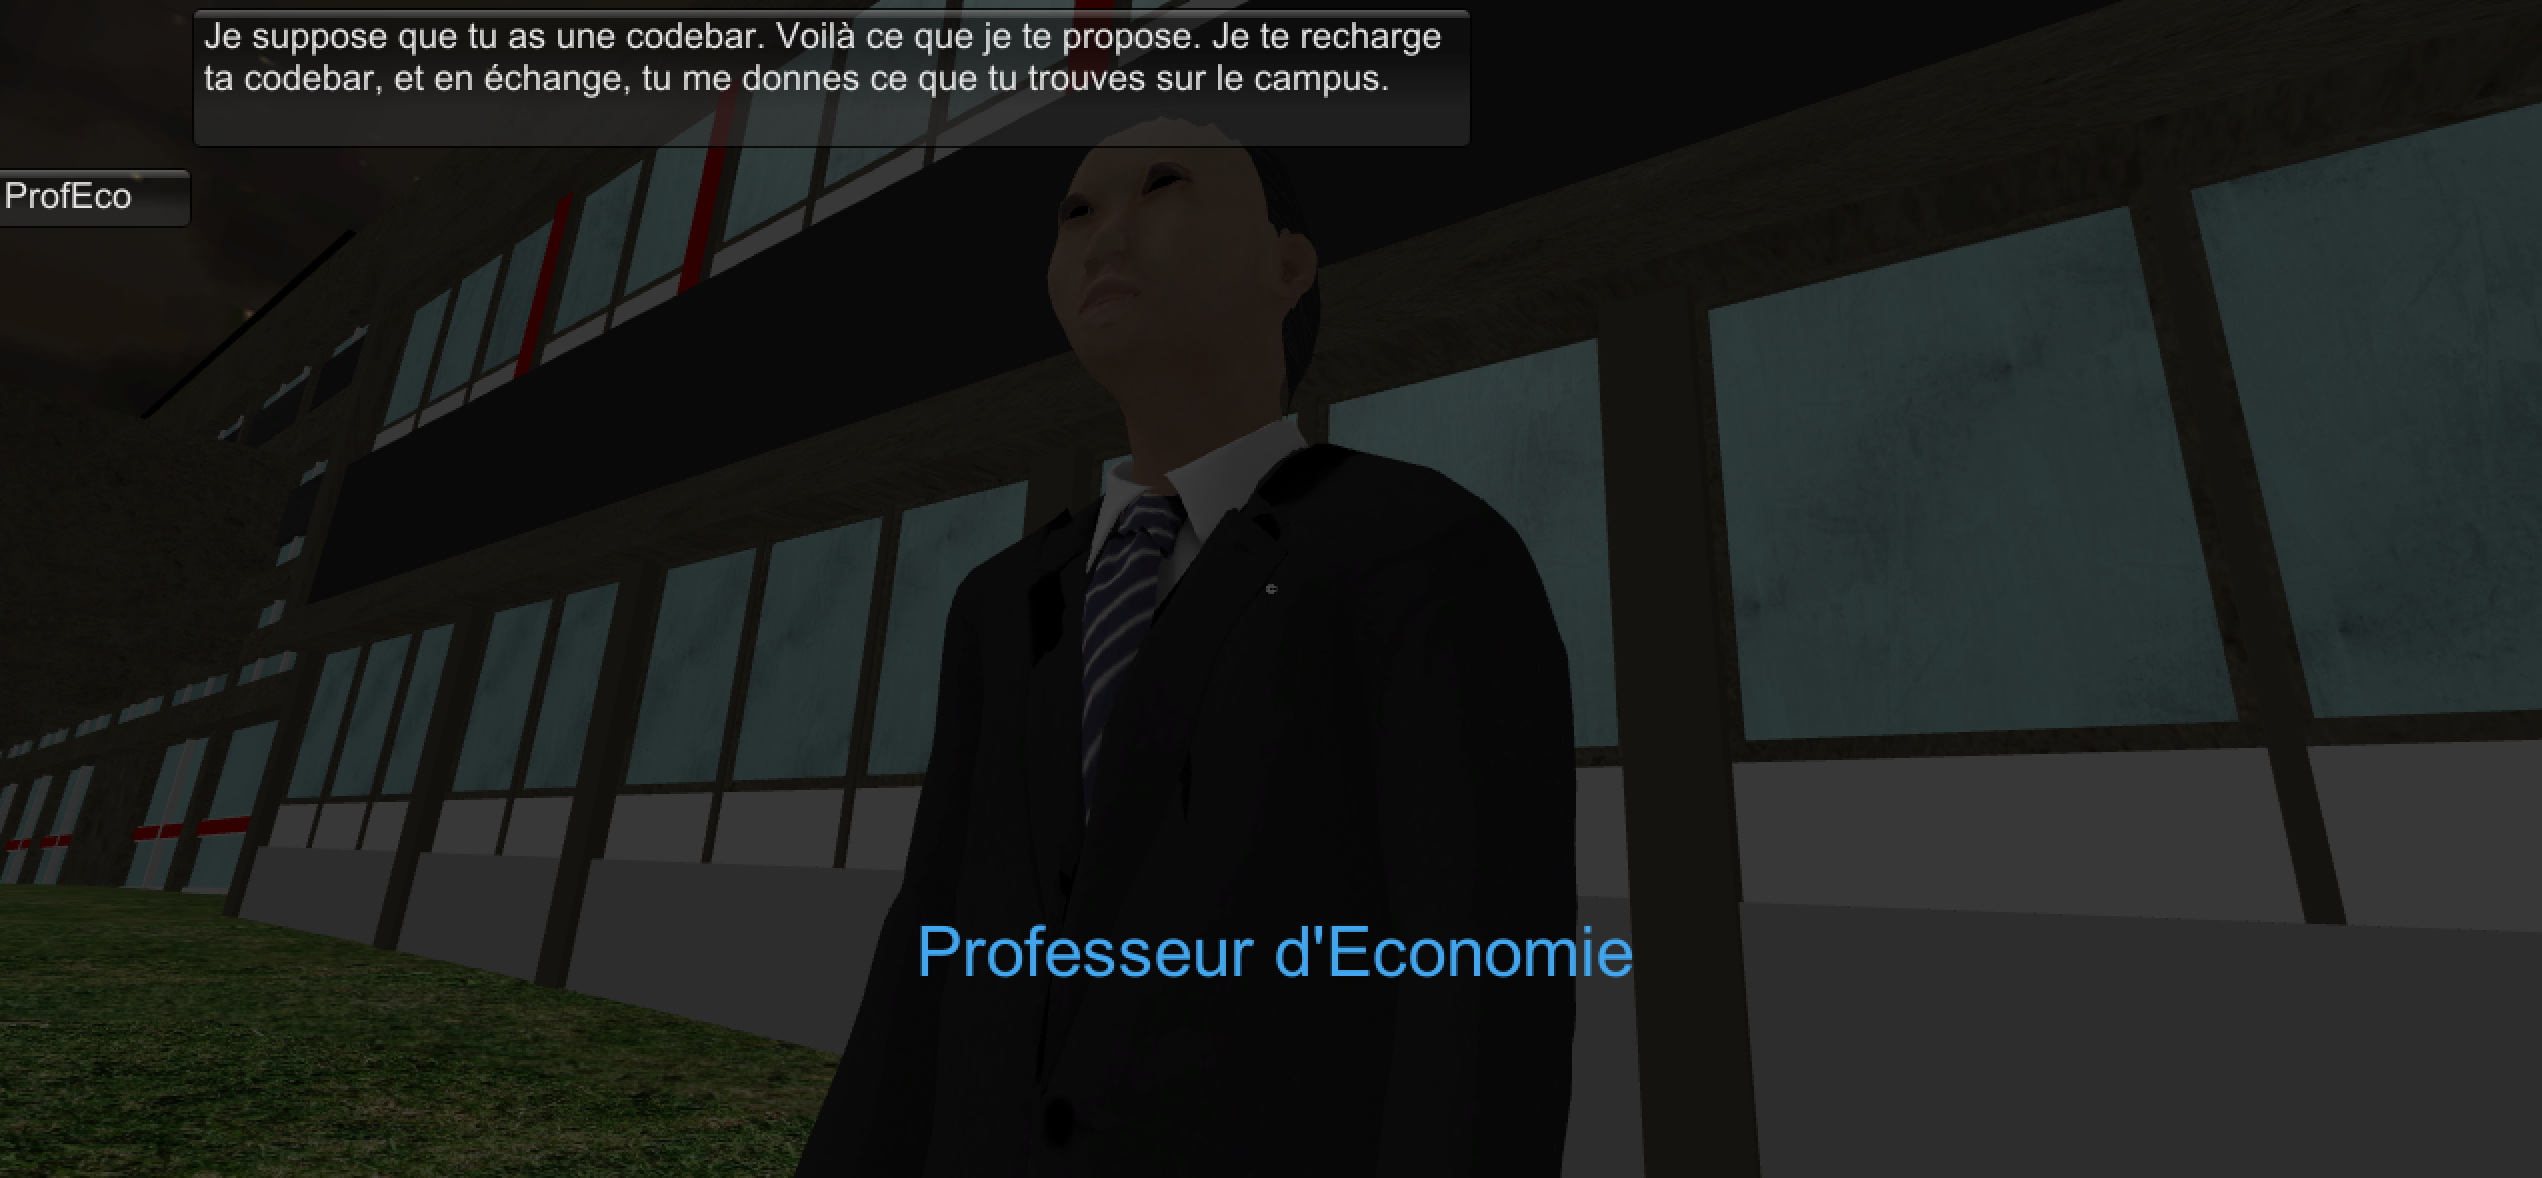 Je suppose que tu as une codebar. Voilà ce que je te propose. Je te recharge
ta codebar, et en échange, tu me donnes ce que tu trouves sur le campus.
ProfEco
Professeur d'Economie